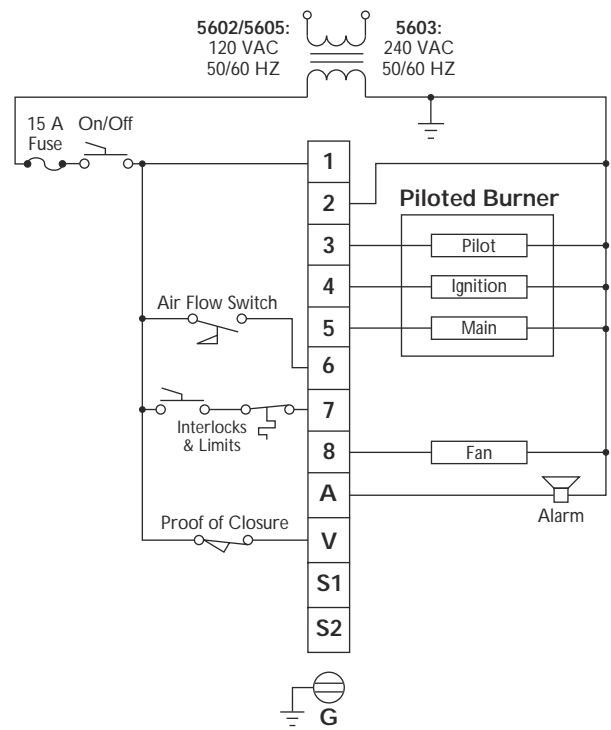 5602/5605:
120 VAC
50/60 HZ
5603:
240 VAC
50/60 HZ
15 A
Fuse
On/Off
1
2
Piloted Burner
3
Pilot
4
Ignition
5
Main
Air Flow Switch
6
7
Interlocks
& Limits
8
Fan
A
Alarm
Proof of Closure
V
S1
S2
G